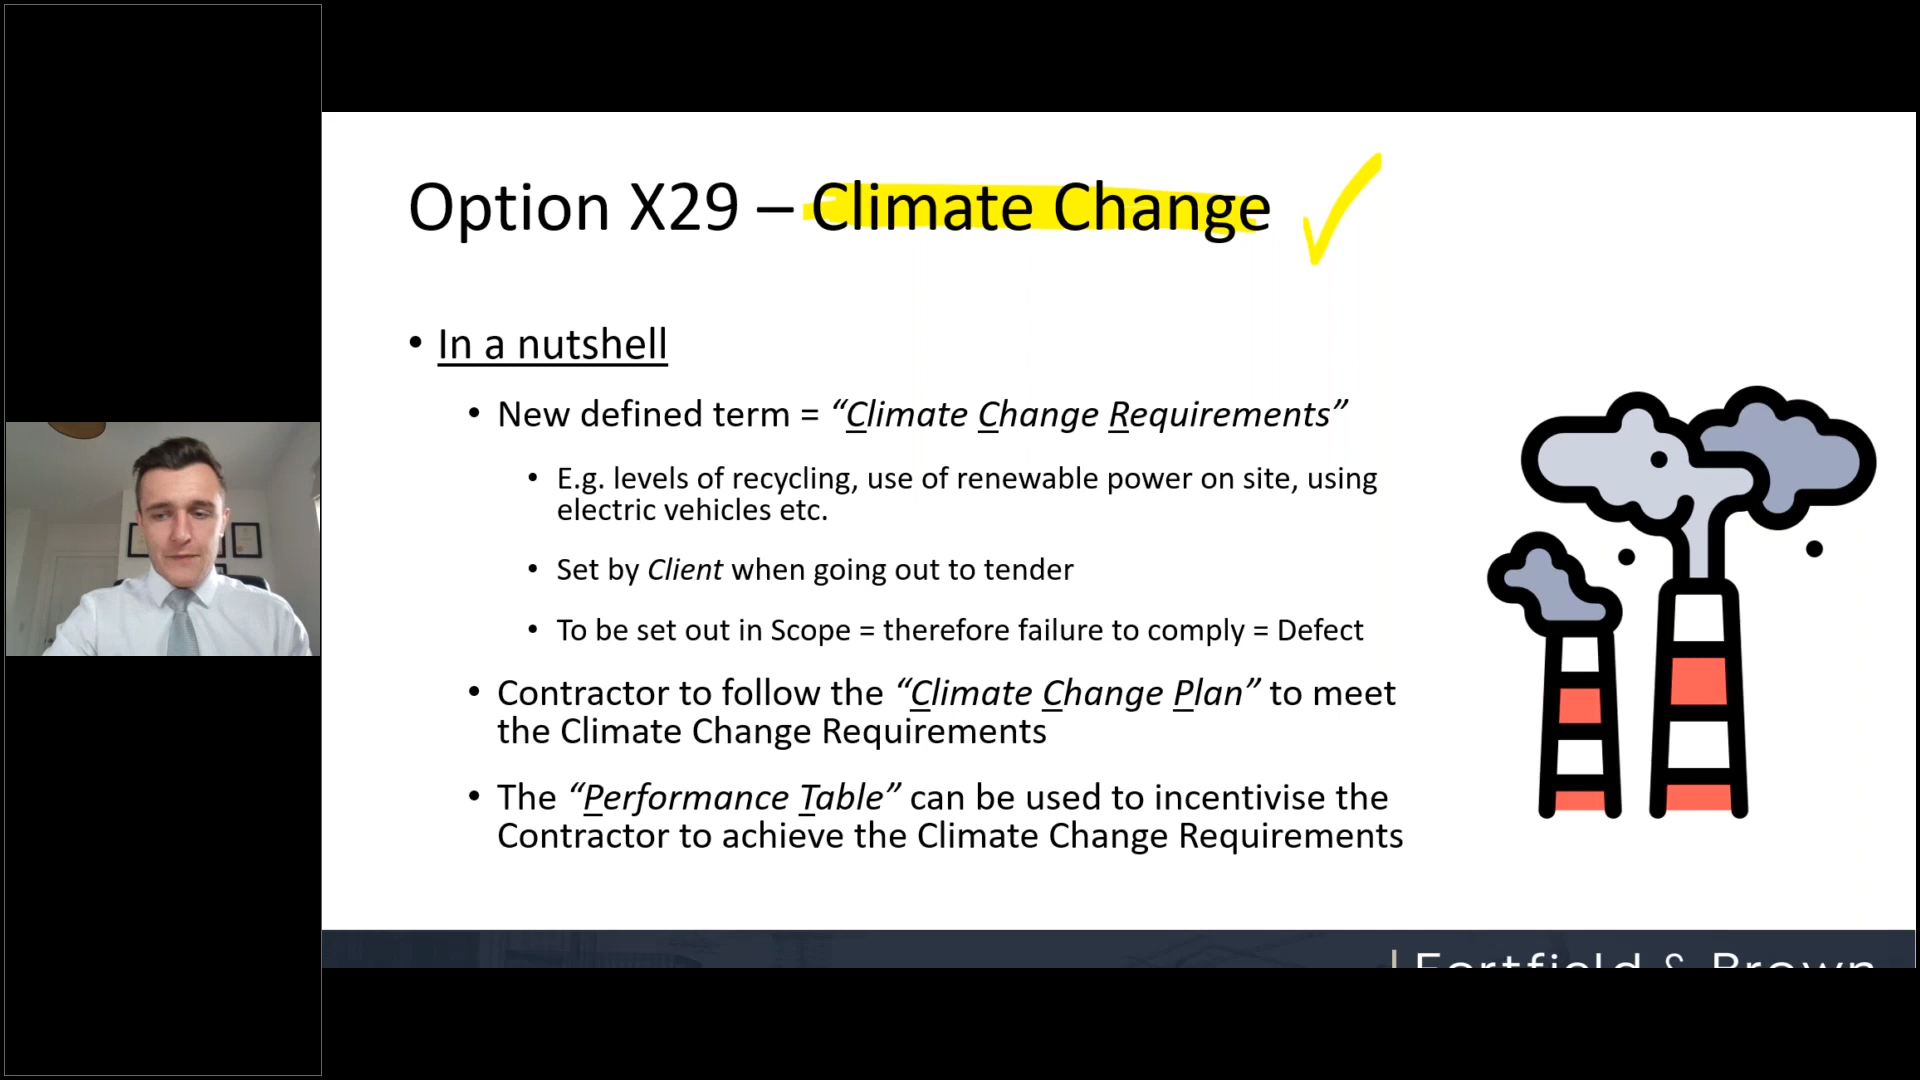 Option X29 – Climate Change
• In a nutshell
• New defined term = “Climate Change Requirements”
• E.g. levels of recycling, use of renewable power on site, using
electric vehicles etc.
• Set by Client when going out to tender
• To be set out in Scope = therefore failure to comply = Defect
• Contractor to follow the “Climate Change Plan” to meet
the Climate Change Requirements
• The “Performance Table” can be used to incentivise the
Contractor to achieve the Climate Change Requirements
Fortfield & Brown